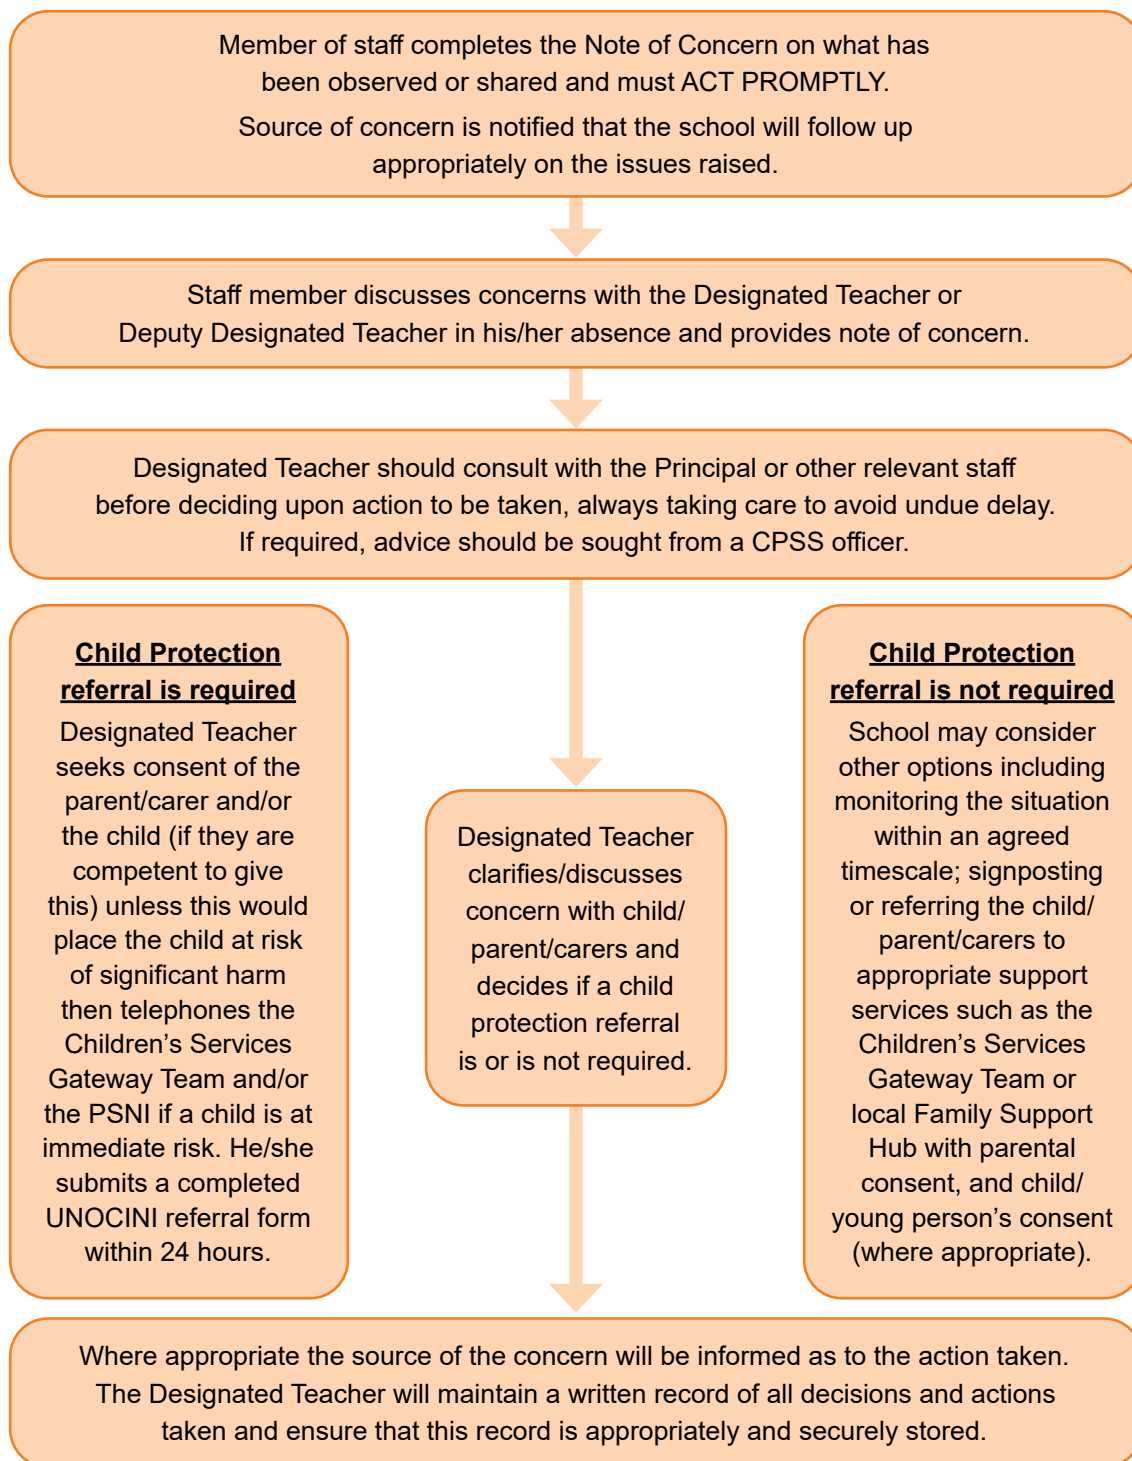 Member of staff completes the Note of Concern on what has
been observed or shared and must ACT PROMPTLY.
Source of concern is notified that the school will follow up
appropriately on the issues raised.
Staff member discusses concerns with the Designated Teacher or
Deputy Designated Teacher in his/her absence and provides note of concern.
Designated Teacher should consult with the Principal or other relevant staff
before deciding upon action to be taken, always taking care to avoid undue delay.
If required, advice should be sought from a CPSS officer.
Child Protection
referral is required
Designated Teacher
seeks consent of the
parent/carer and/or
the child (if they are
competent to give
this) unless this would
place the child at risk
of significant harm
then telephones the
Children’s Services
Gateway Team and/or
the PSNI if a child is at
immediate risk. He/she
submits a completed
UNOCINI referral form
within 24 hours.
Designated Teacher
clarifies/discusses
concern with child/
parent/carers and
decides if a child
protection referral
is or is not required.
Child Protection
referral is not required
School may consider
other options including
monitoring the situation
within an agreed
timescale; signposting
or referring the child/
parent/carers to
appropriate support
services such as the
Children’s Services
Gateway Team or
local Family Support
Hub with parental
consent, and child/
young person’s consent
(where appropriate).
Where appropriate the source of the concern will be informed as to the action taken.
The Designated Teacher will maintain a written record of all decisions and actions
taken and ensure that this record is appropriately and securely stored.